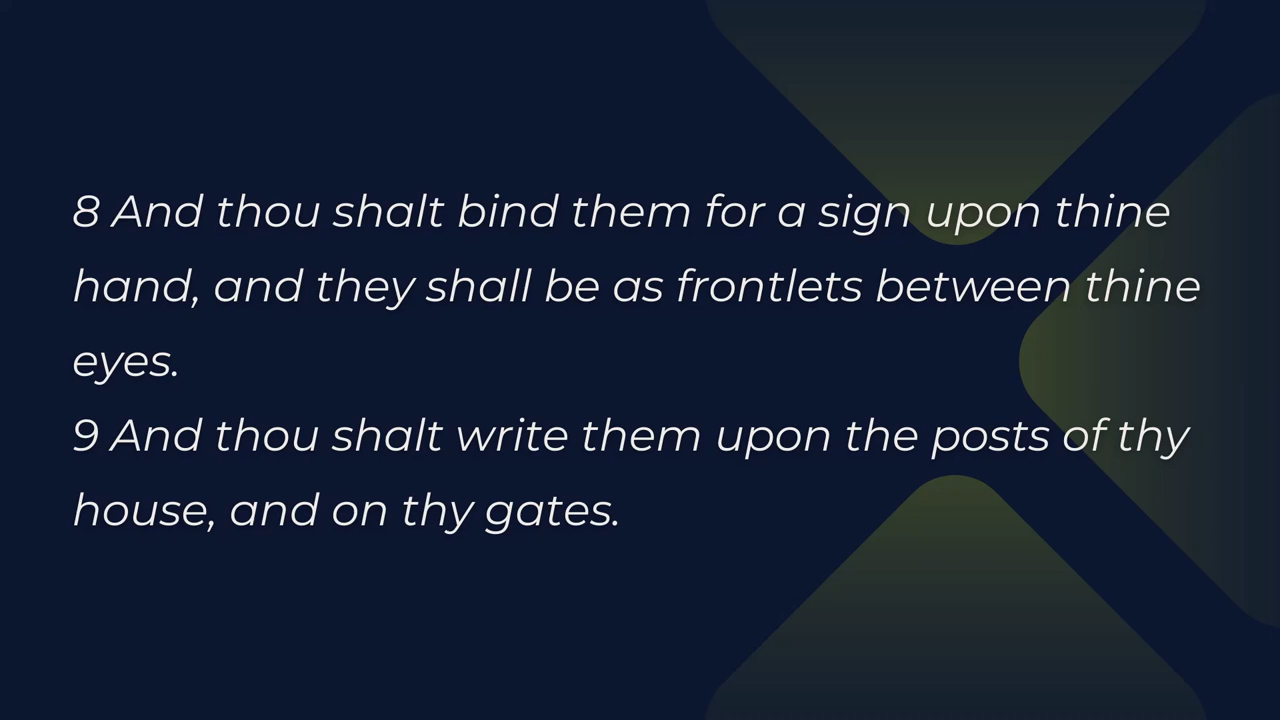 8 And thou shalt bind them for a sign upon thine
hand, and they shall be as frontlets between thine
eyes.
9 And thou shalt write them upon the posts of thy
house, and on thy gates.